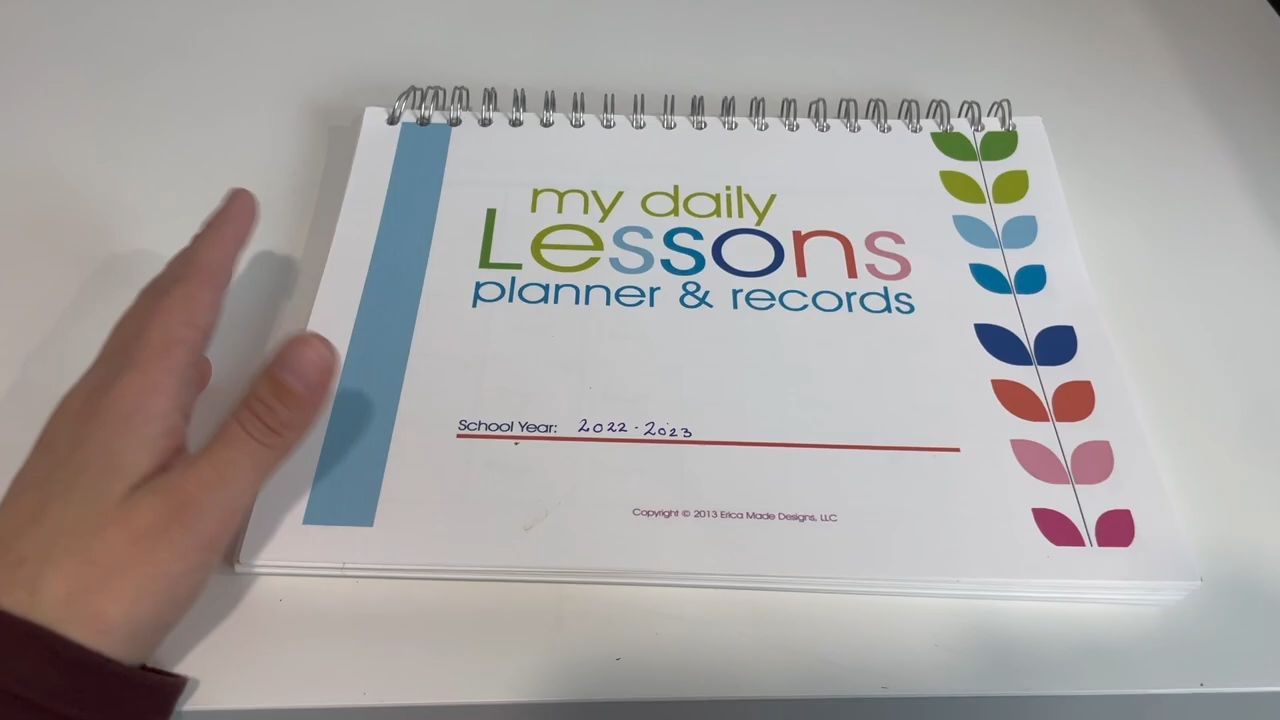 my daily
Lessons
planner & records
School Year: 2022-2023
Copyright © 2013 Erica Made Designs, LLC